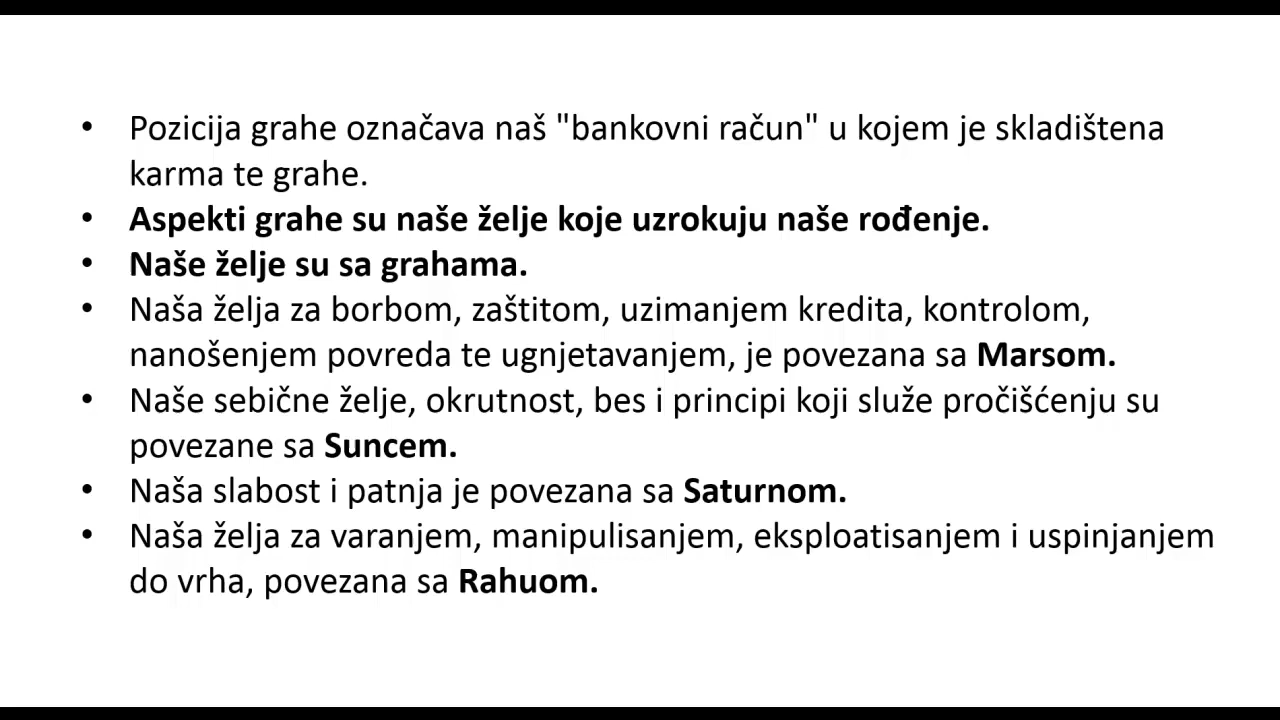 • Pozicija grahe označava naš "bankovni račun" u kojem je skladištena
karma te grahe.
• Aspekti grahe su naše želje koje uzrokuju naše rođenje.
• Naše želje su sa grahama.
• Naša želja za borbom, zaštitom, uzimanjem kredita, kontrolom,
nanošenjem povreda te ugnjetavanjem, je povezana sa Marsom.
• Naše sebične želje, okrutnost, bes i principi koji služe pročišćenju su
povezane sa Suncem.
• Naša slabost i patnja je povezana sa Saturnom.
• Naša želja za varanjem, manipulisanjem, eksploatisanjem i uspinjanjem
do vrha, povezana sa Rahuom.